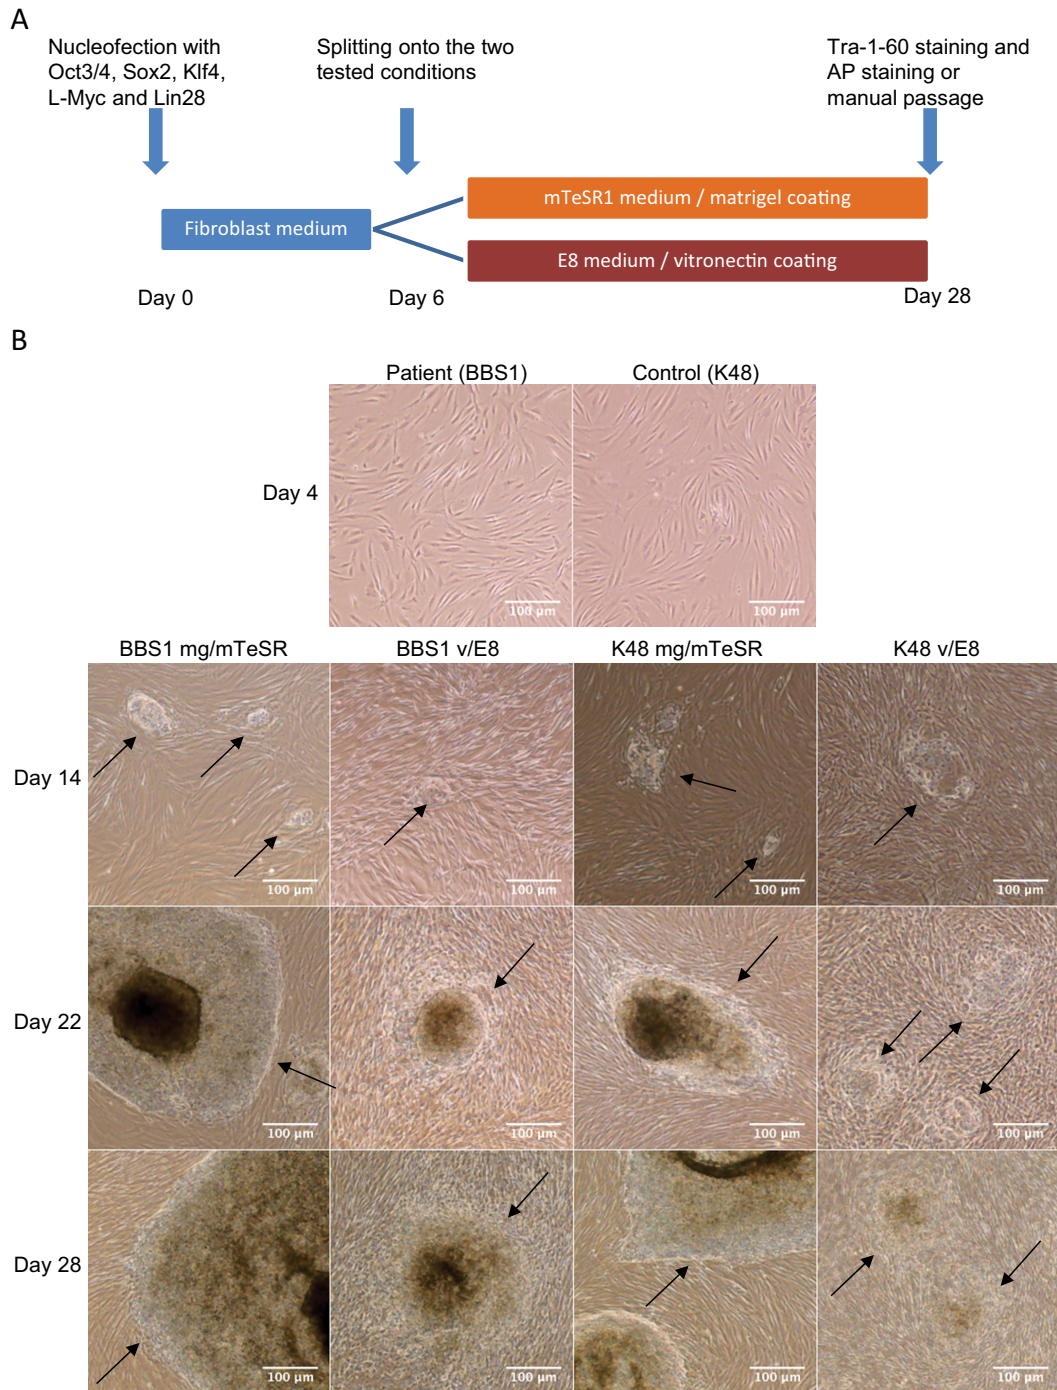 A
Nucleofection with
Oct3/4, Sox2, Klf4,
L-Myc and Lin28
Splitting onto the two
tested conditions
Tra-1-60 staining and
AP staining or
manual passage
Fibroblast medium
mTeSR1 medium / matrigel coating
E8 medium / vitronectin coating
Day 0
Day 6
Day 28
B
Patient (BBS1)
Control (K48)
Day 4
100 µm
100 µm
BBS1 mg/mTeSR
BBS1 v/E8
K48 mg/mTeSR
K48 v/E8
Day 14
100 µm
100 µm
100 µm
100 µm
Day 22
100 µm
100 µm
100 µm
100 µm
Day 28
100 µm
100 µm
100 µm
100 µm